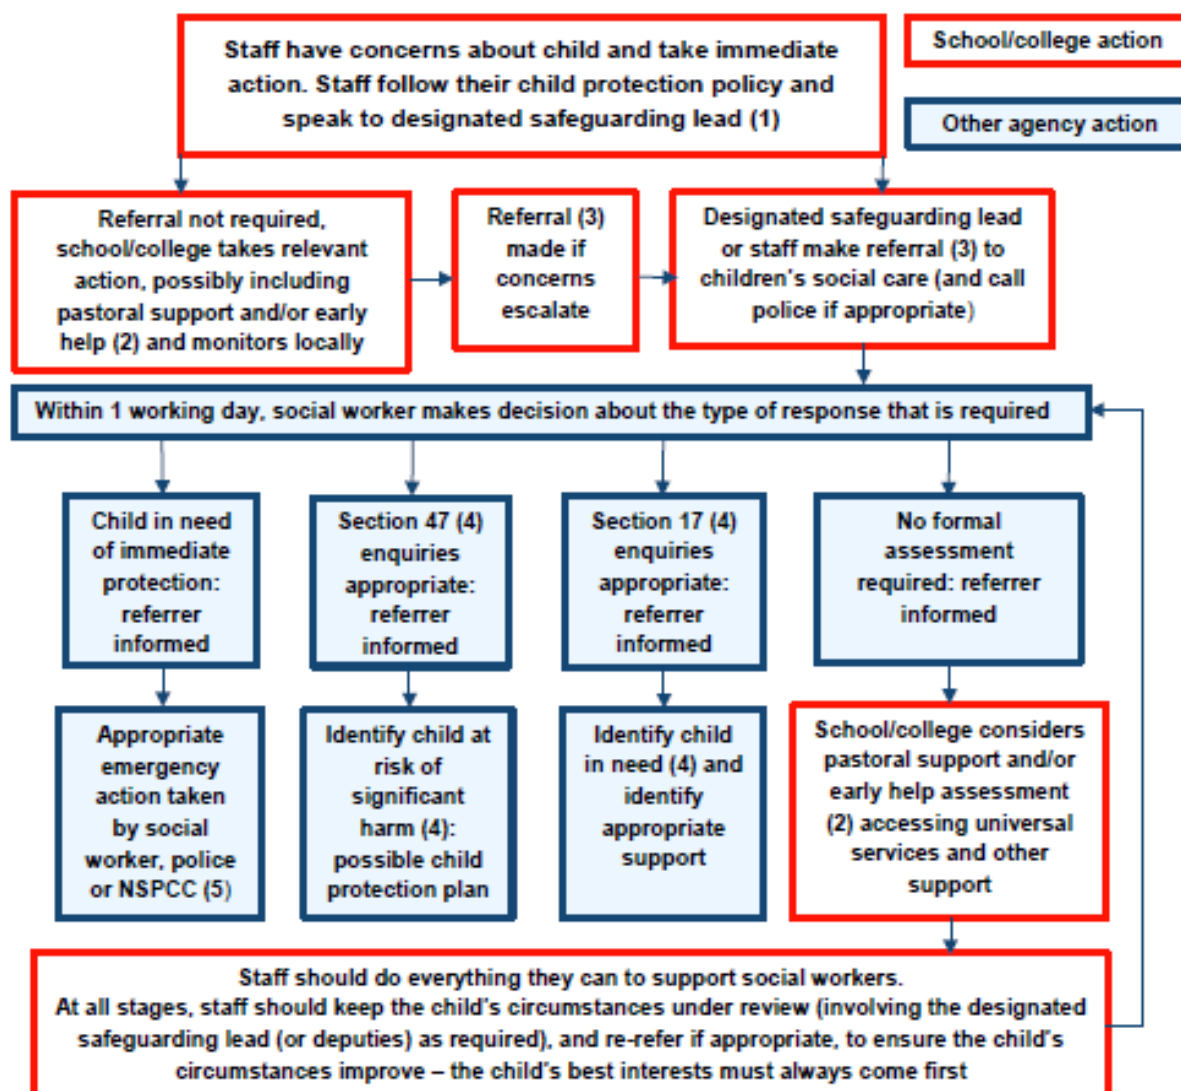 Staff have concerns about child and take immediate
action. Staff follow their child protection policy and
speak to designated safeguarding lead (1)
School/college action
Other agency action
Referral not required,
school/college takes relevant
action, possibly including
pastoral support and/or early
help (2) and monitors locally
Referral (3)
made if
concerns
escalate
Designated safeguarding lead
or staff make referral (3) to
children's social care (and call
police if appropriate)
Within 1 working day, social worker makes decision about the type of response that is required
Child in need
of immediate
protection:
referrer
informed
Section 47 (4)
enquiries
appropriate:
referrer
informed
Section 17 (4)
enquiries
appropriate:
referrer
informed
No formal
assessment
required: referrer
informed
Appropriate
emergency
action taken
by social
worker, police
or NSPCC (5)
Identify child at
risk of
significant
harm (4):
possible child
protection plan
Identify child
in need (4) and
identify
appropriate
support
School/college considers
pastoral support and/or
early help assessment
(2) accessing universal
services and other
support
Staff should do everything they can to support social workers.
At all stages, staff should keep the child's circumstances under review (involving the designated
safeguarding lead (or deputies) as required), and re-refer if appropriate, to ensure the child's
circumstances improve – the child's best interests must always come first